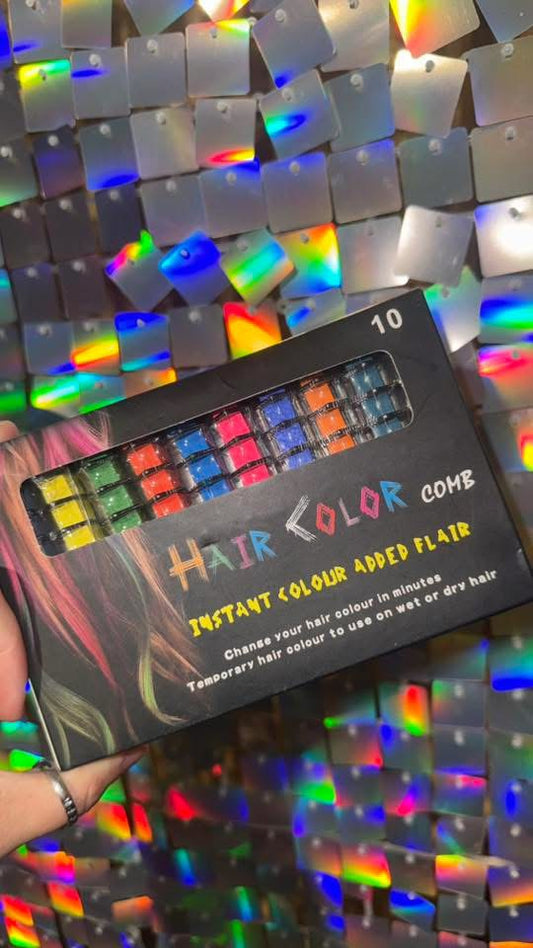 10
HAIR COLOR COMB
INSTANT COLOUR ADDED FLAIR
Change your hair colour in minutes
Temporary hair colour to use on wet or dry hair